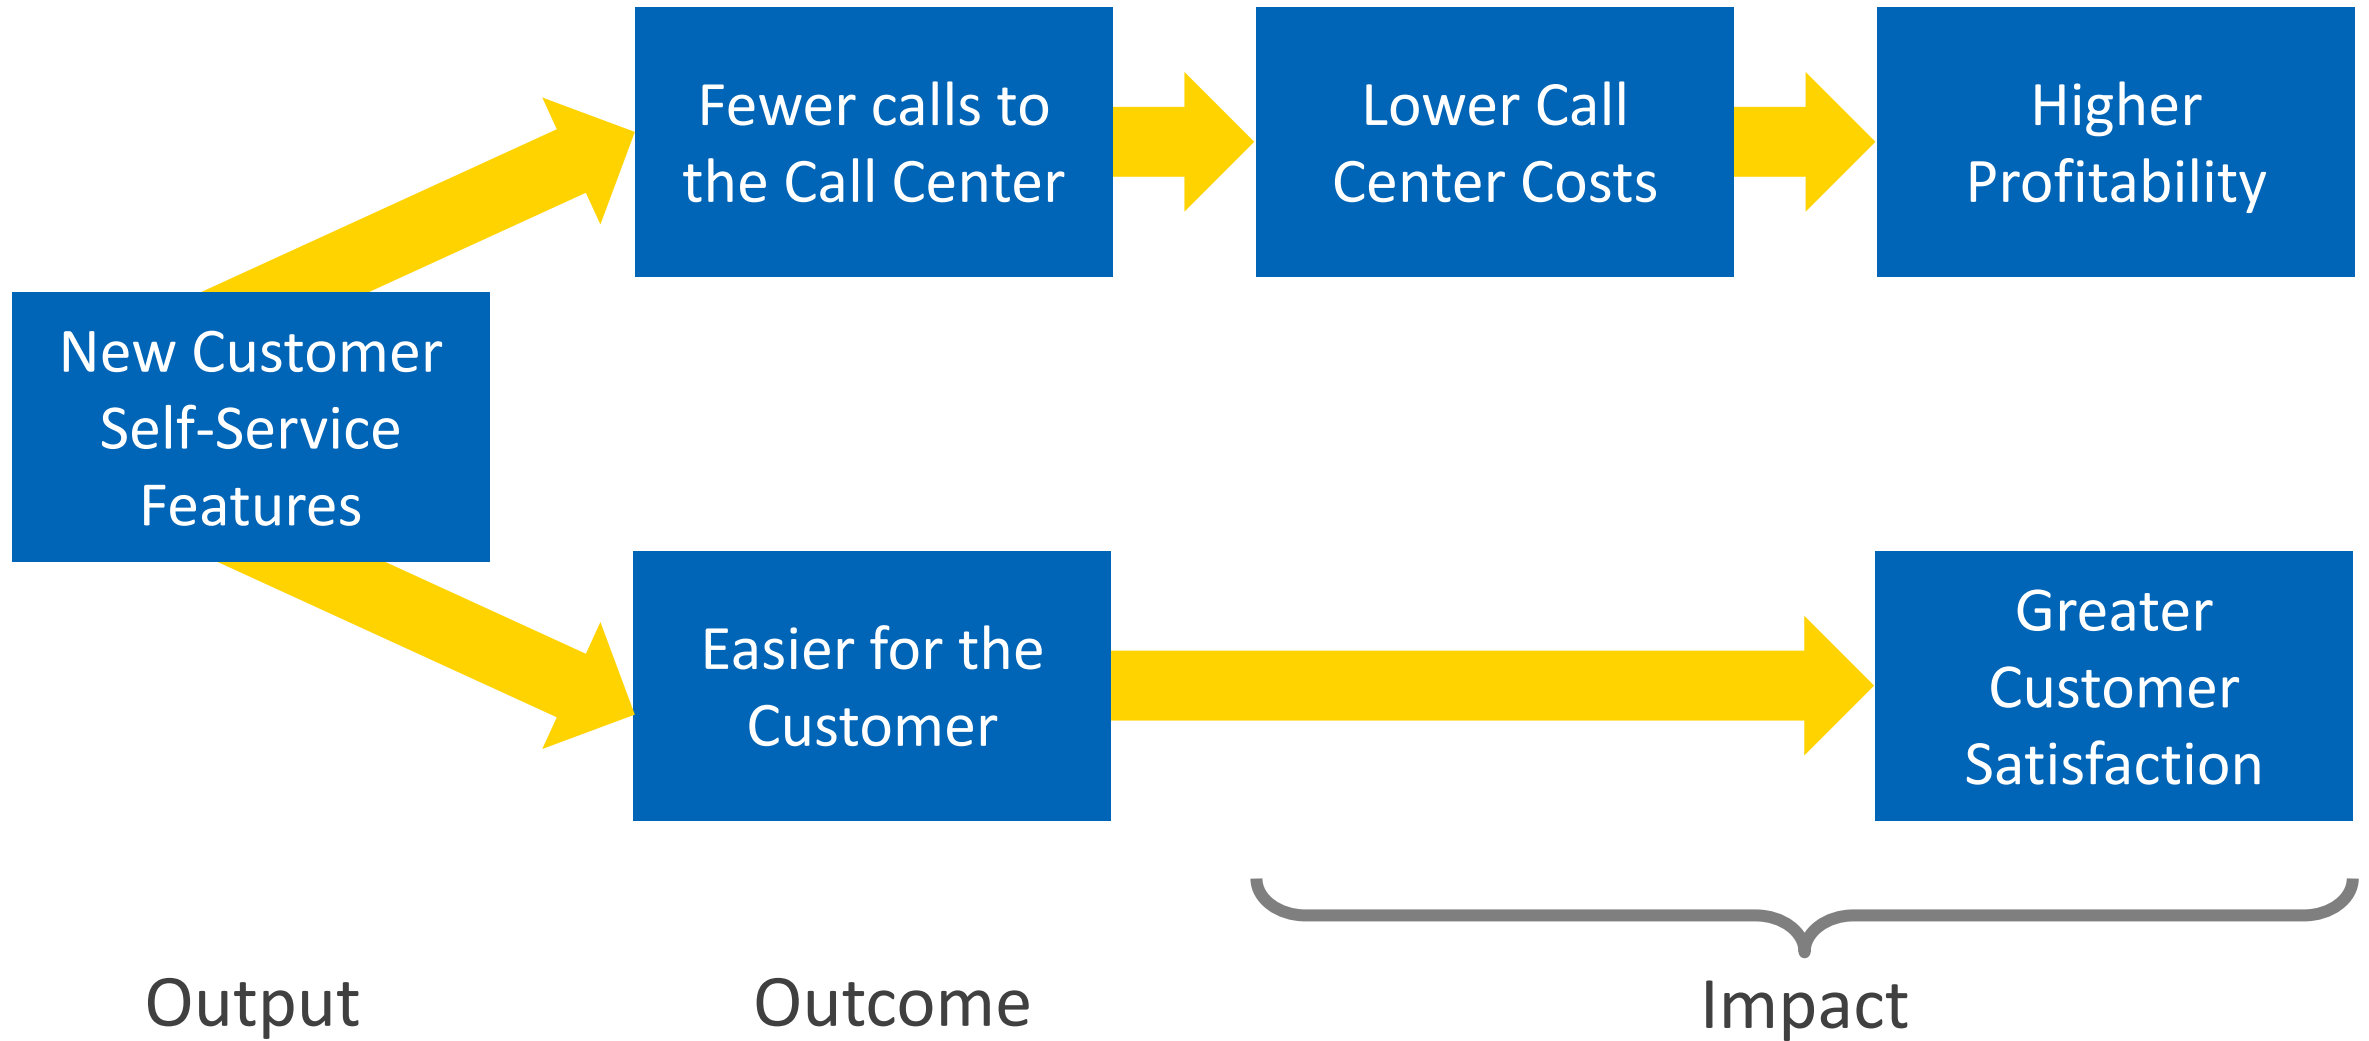 Fewer calls to
the Call Center
Lower Call
Center Costs
Higher
Profitability
New Customer
Self-Service
Features
Easier for the
Customer
Greater
Customer
Satisfaction
Output
Outcome
Impact